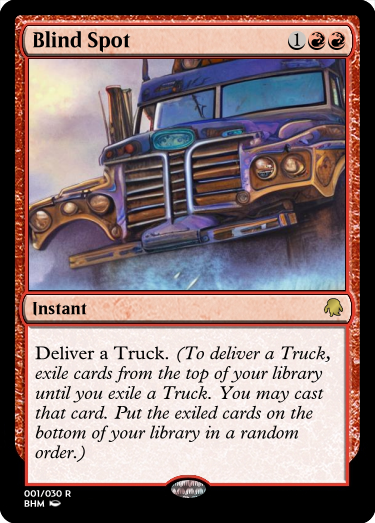 Blind Spot 1
Instant
Deliver a Truck. (To deliver a Truck,
exile cards from the top of your library
until you exile a Truck. You may cast
that card. Put the exiled cards on the
bottom of your library in a random
order.)
001/030 R
BHM